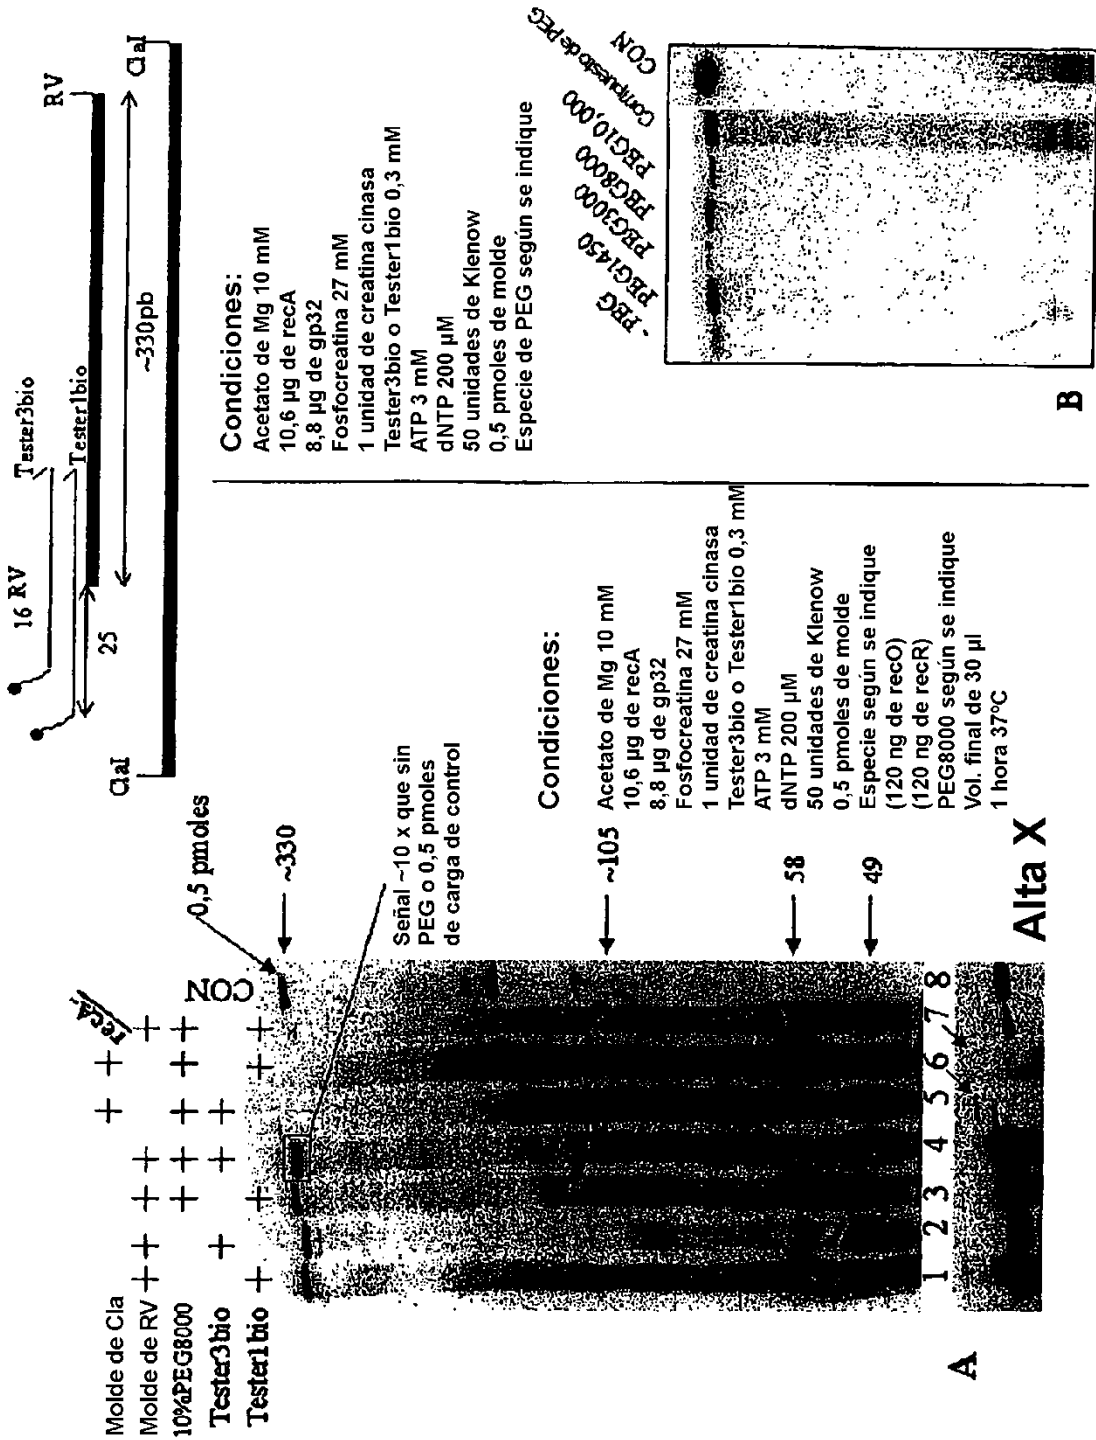 16 RV
Tester3bio
Tester1bio
25
RV
ClaI
~330pb
ClaI
Molde de Cla
Molde de RV
10%PEG8000
Tester3bio
Tester1bio
+ +
+ + + + +
+ + + + +
+ + +
+ + + +
recA-
CON
0,5 pmoles
~330
Señal ~10 x que sin
PEG o 0,5 pmoles
de carga de control
~105
58
49
1 2 3 4 5 6 7 8
Alta X
A
Condiciones:
Acetato de Mg 10 mM
10,6 µg de recA
8,8 µg de gp32
Fosfocreatina 27 mM
1 unidad de creatina cinasa
Tester3bio o Tester1bio 0,3 mM
ATP 3 mM
dNTP 200 µM
50 unidades de Klenow
0,5 pmoles de molde
Especie según se indique
(120 ng de recO)
(120 ng de recR)
PEG8000 según se indique
Vol. final de 30 µl
1 hora 37ºC
Condiciones:
Acetato de Mg 10 mM
10,6 µg de recA
8,8 µg de gp32
Fosfocreatina 27 mM
1 unidad de creatina cinasa
Tester3bio o Tester1bio 0,3 mM
ATP 3 mM
dNTP 200 µM
50 unidades de Klenow
0,5 pmoles de molde
Especie de PEG según se indique
- PEG
PEG1450
PEG3000
PEG8000
PEG10,000
Compuesto de PEG
CON
B